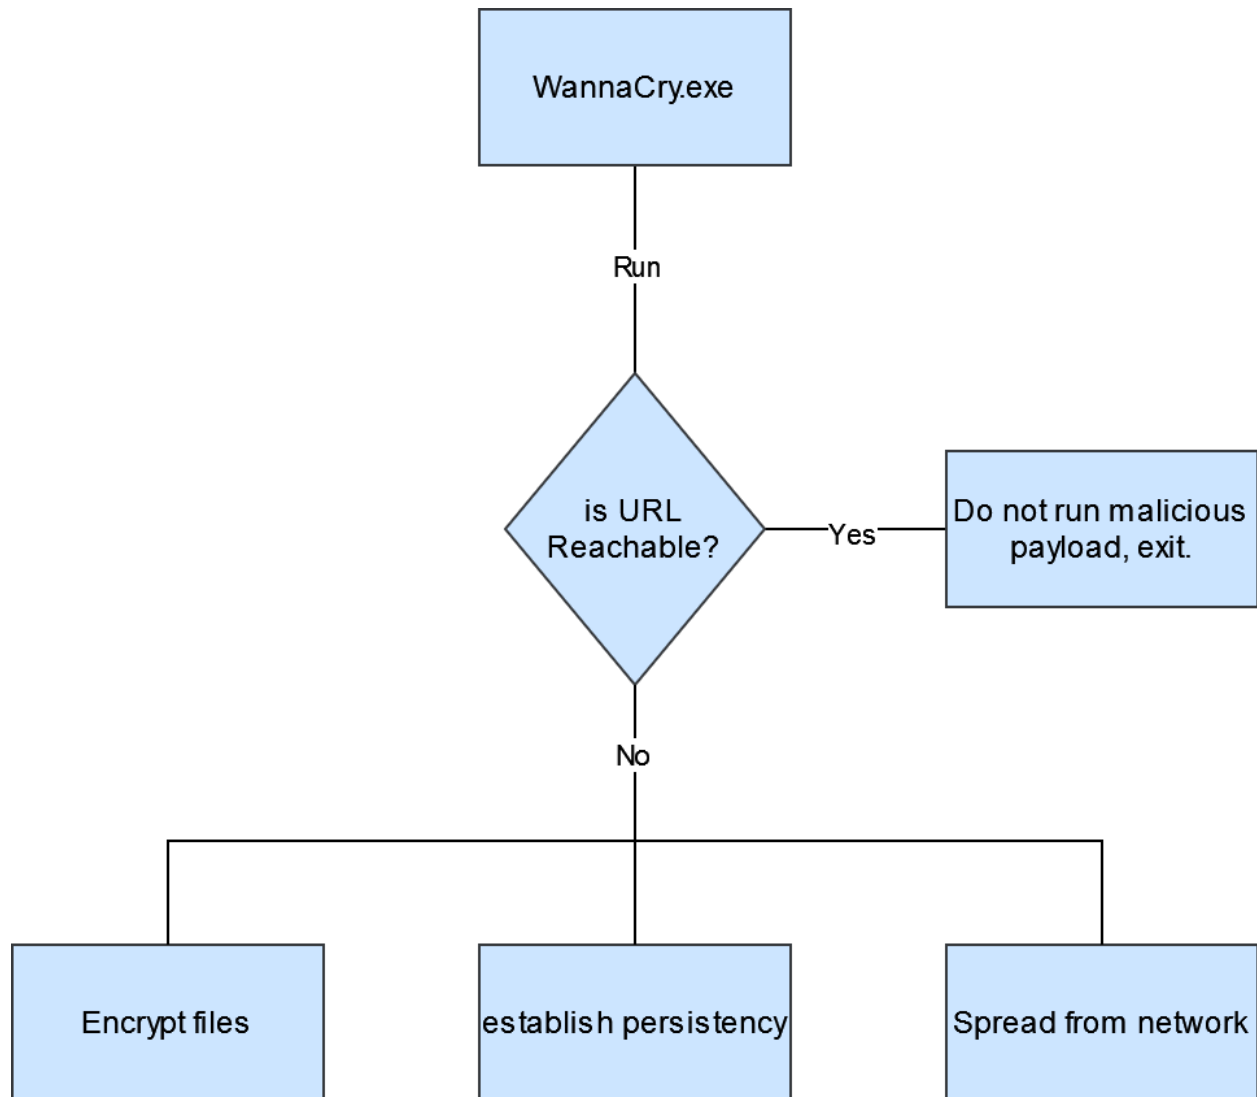 WannaCry.exe
Run
is URL
Reachable?
Yes
Do not run malicious
payload, exit.
No
Encrypt files
establish persistency
Spread from network